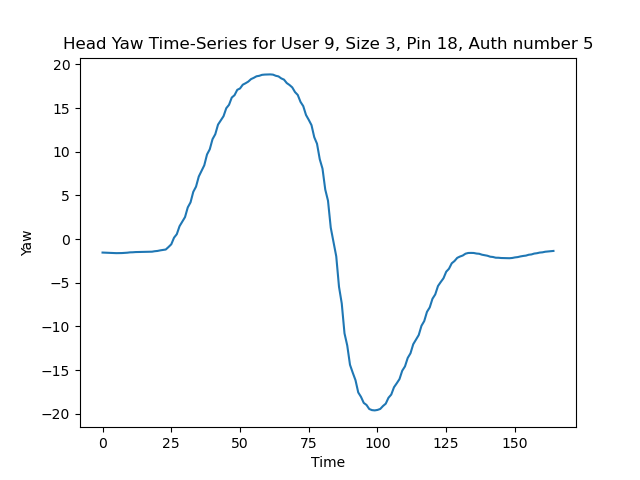 Head Yaw Time-Series for User 9, Size 3, Pin 18, Auth number 5
20
15
10
5
0
−5
−10
−15
−20
Yaw
0 25 50 75 100 125 150
Time